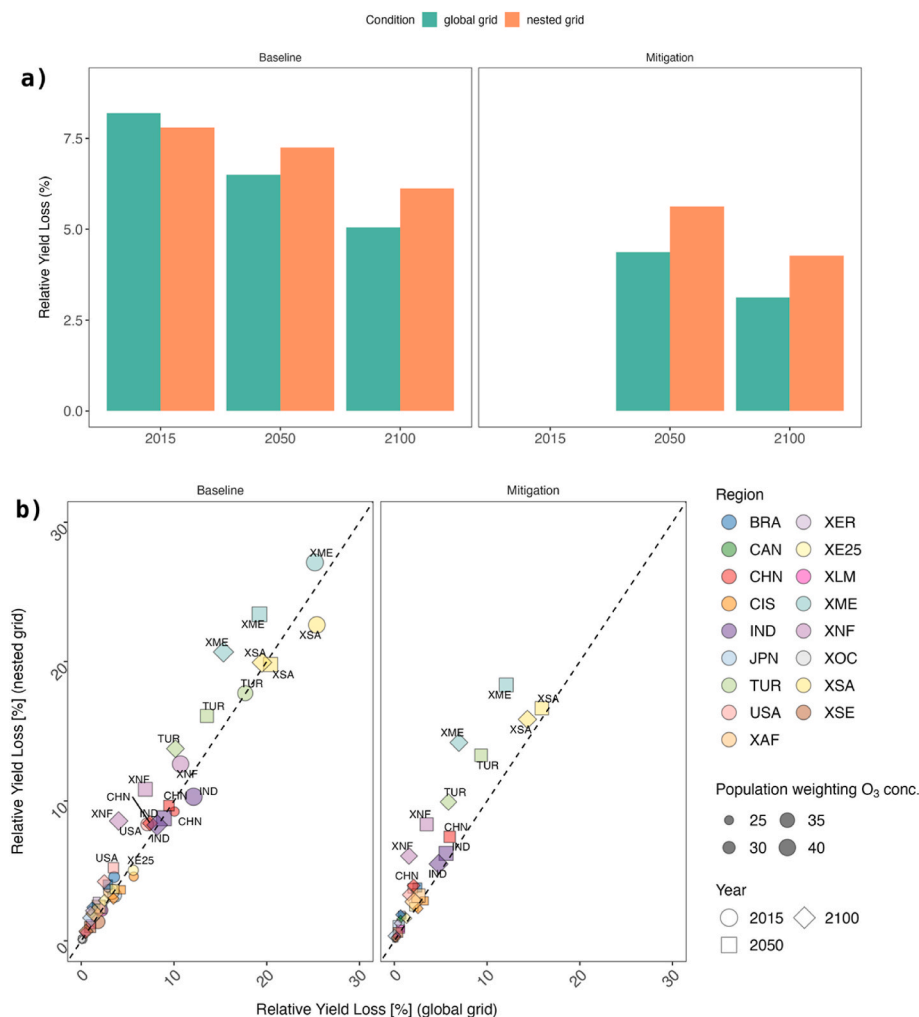 Condition global grid nested grid
a)
Baseline Mitigation
Relative Yield Loss (%)
7.5
5.0
2.5
0.0
2015 2050 2100 2015 2050 2100
b)
Baseline Mitigation
Relative Yield Loss [%] (nested grid)
30
20
10
0
XME
XME
XSA
XME
XSA
XSA
TUR
TUR
TUR
XNF
XNF
CHN
CHN
IND
XNF
IND
CHN
USA
IND
USA
XE25
XME
XSA
XSA
XME
TUR
TUR
XNF
CHN
XNF
IND
CHN
IND
0 10 20 30 0 10 20 30
Relative Yield Loss [%] (global grid)
Region
BRA XER
CAN XE25
CHN XLM
CIS XME
IND XNF
JPN XOC
TUR XSA
USA XSE
XAF
Population weighting O₃ conc.
25 35
30 40
Year
2015 2100
2050